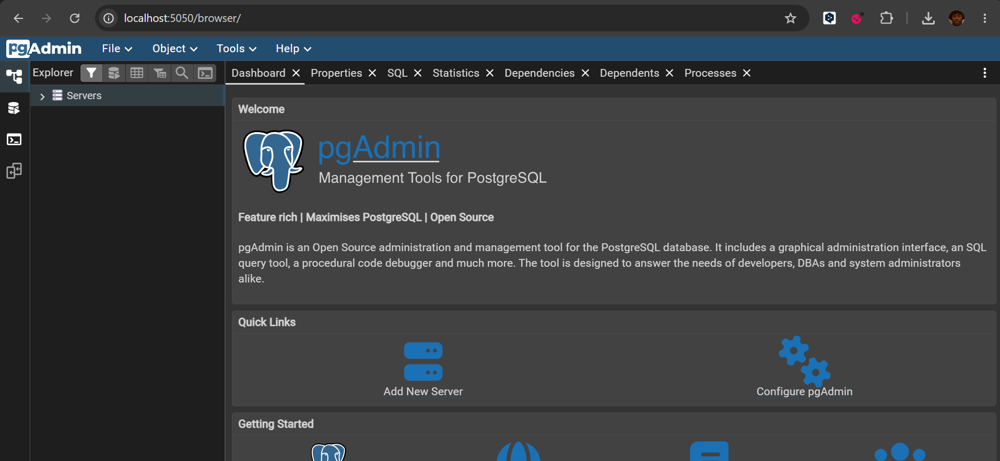 localhost:5050/browser/
pgAdmin File Object Tools Help
Explorer
Dashboard Properties SQL Statistics Dependencies Dependents Processes
Servers
Welcome
pgAdmin
Management Tools for PostgreSQL
Feature rich | Maximises PostgreSQL | Open Source
pgAdmin is an Open Source administration and management tool for the PostgreSQL database. It includes a graphical administration interface, an SQL
query tool, a procedural code debugger and much more. The tool is designed to answer the needs of developers, DBAs and system administrators
alike.
Quick Links
Add New Server
Configure pgAdmin
Getting Started